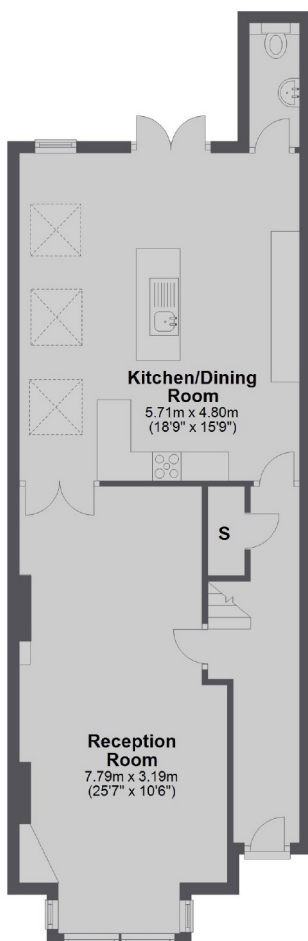 Kitchen/Dining
Room
5.71m x 4.80m
(18'9" x 15'9")
S
Reception
Room
7.79m x 3.19m
(25'7" x 10'6")